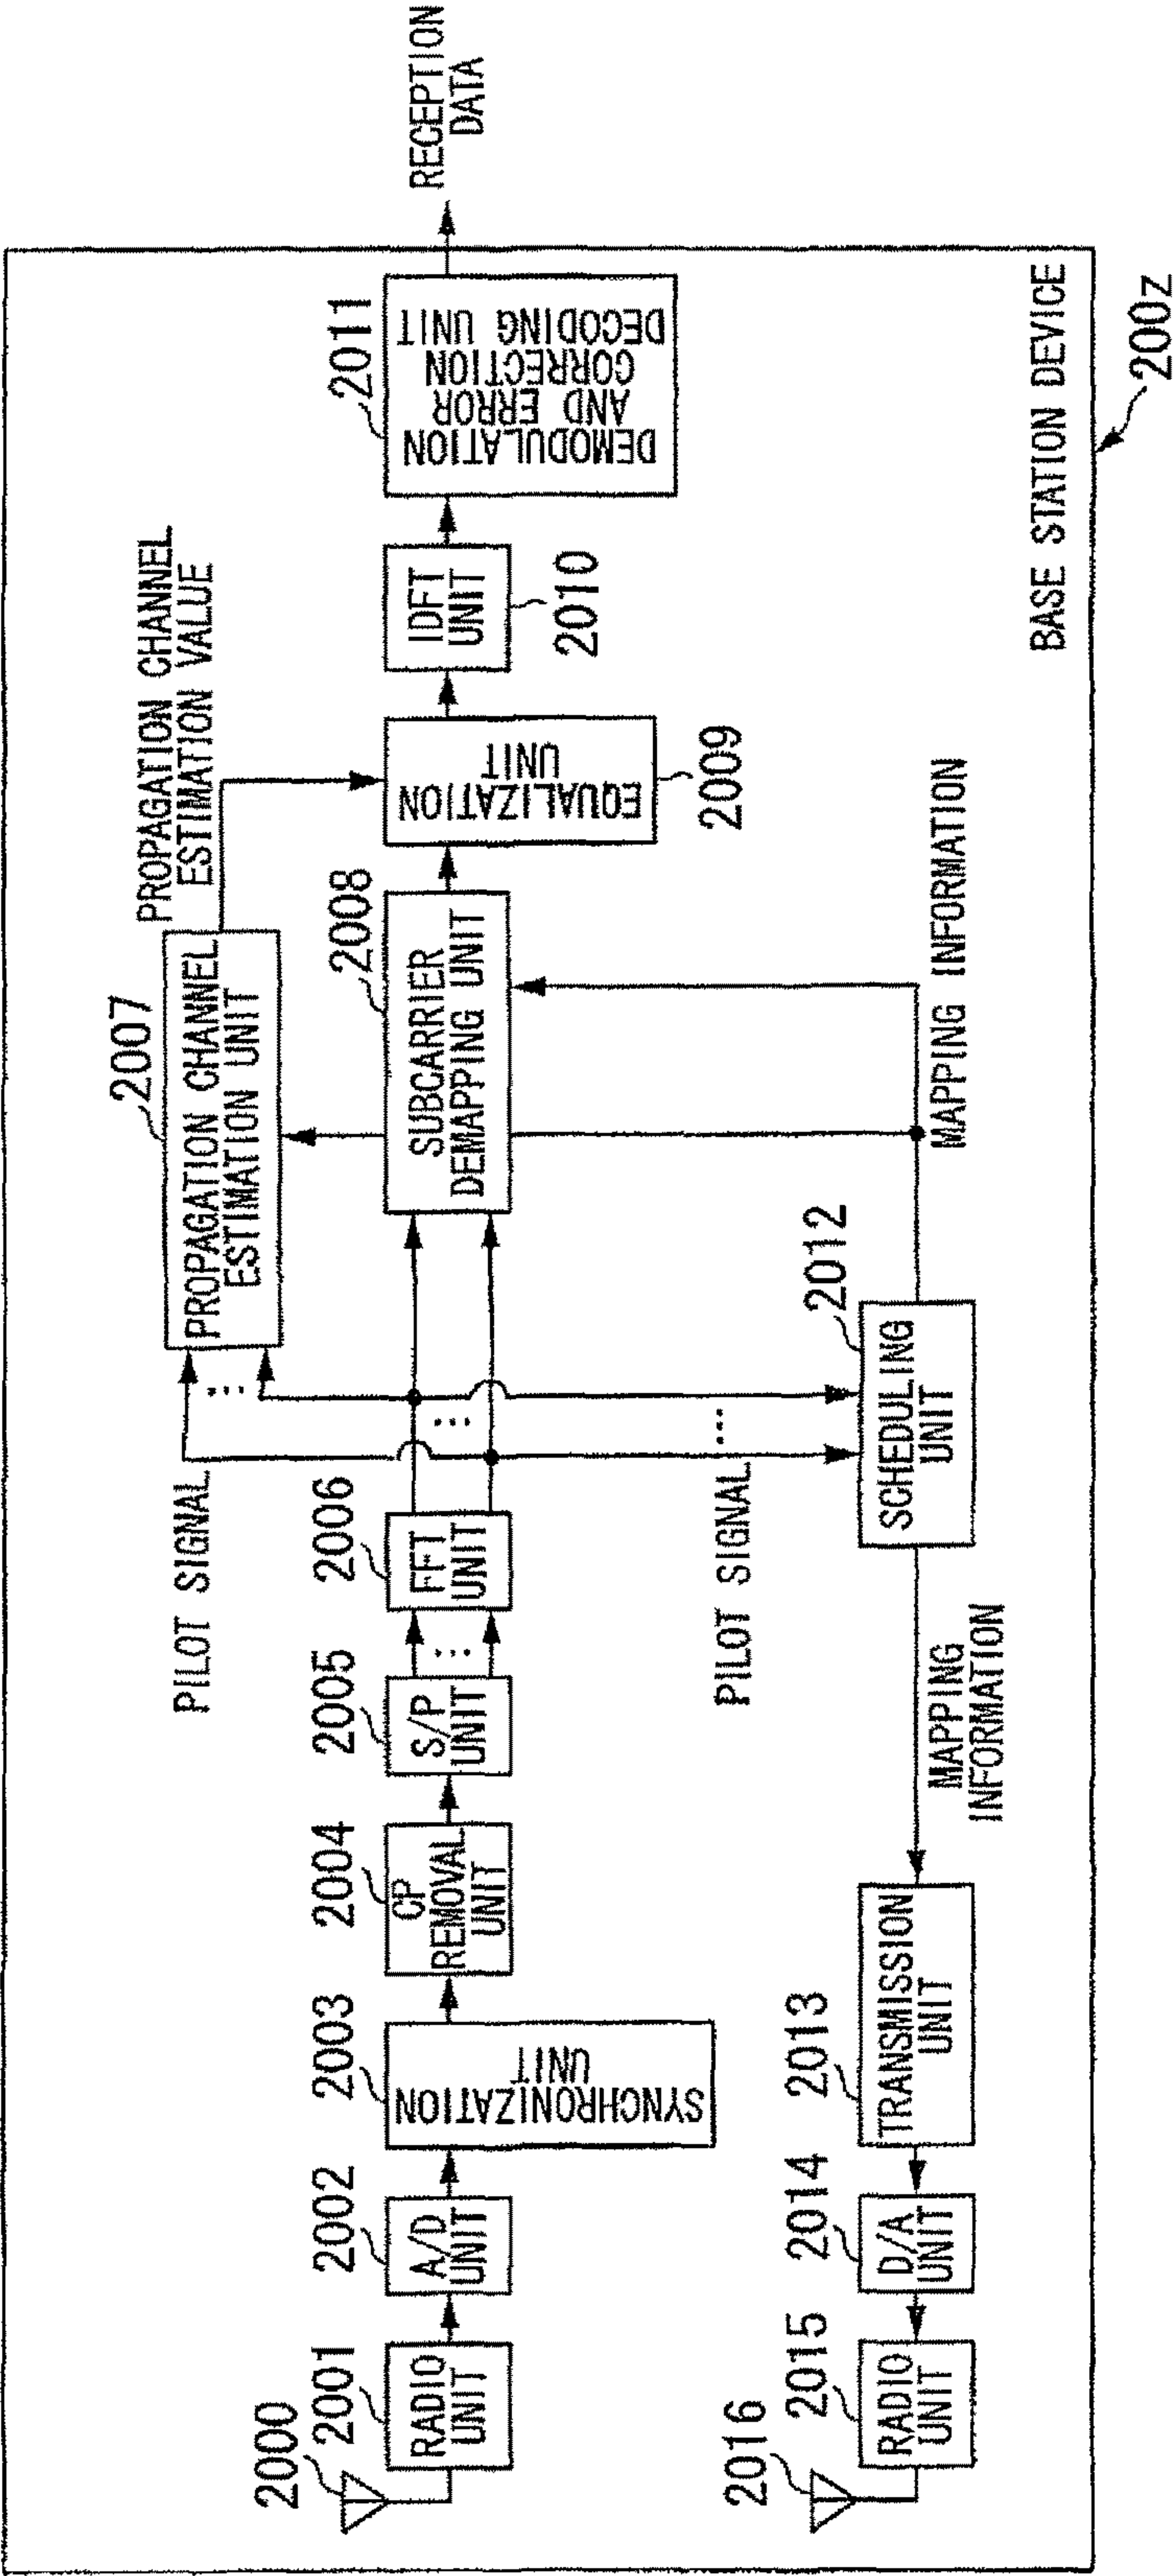 PROPAGATION CHANNEL
ESTIMATION VALUE
2007
PROPAGATION CHANNEL
ESTIMATION UNIT
PILOT SIGNAL
2000
2001
RADIO
UNIT
2002
A/D
UNIT
2003
SYNCHRONIZATION
UNIT
2004
CP
REMOVAL
UNIT
2005
S/P
UNIT
2006
FFT
UNIT
2008
SUBCARRIER
DEMAPPING UNIT
EQUALIZATION
UNIT
2009
IDFT
UNIT
2010
2011
DEMODULATION
AND ERROR
CORRECTION
DECODING UNIT
RECEPTION
DATA
PILOT SIGNAL
2016
2015
RADIO
UNIT
2014
D/A
UNIT
2013
TRANSMISSION
UNIT
MAPPING
INFORMATION
2012
SCHEDULING
UNIT
MAPPING INFORMATION
BASE STATION DEVICE
200z